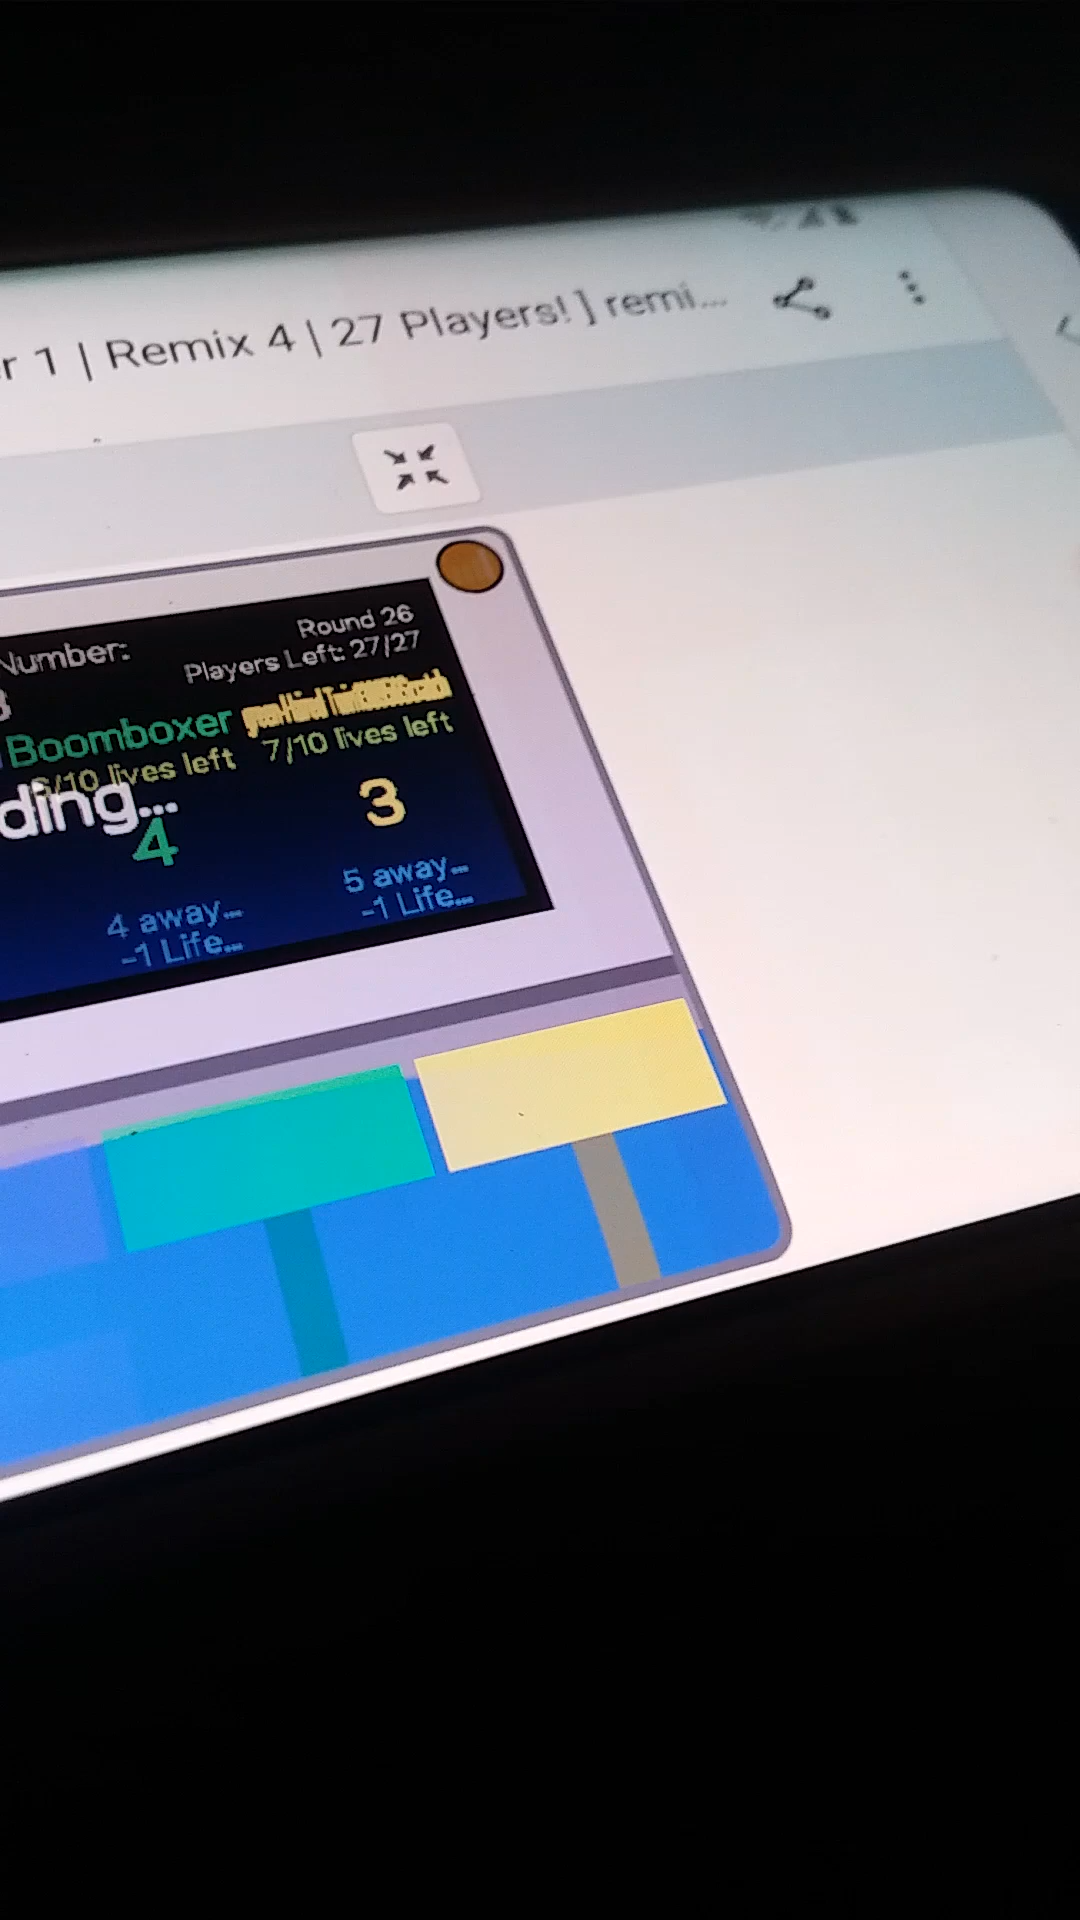 r 1 | Remix 4 | 27 Players! ] remi...
Round 26
Number:
Players Left: 27/27
Boomboxer
/10 lives left
7/10 lives left
ding...
4
3
4 away...
-1 Life...
5 away...
-1 Life...